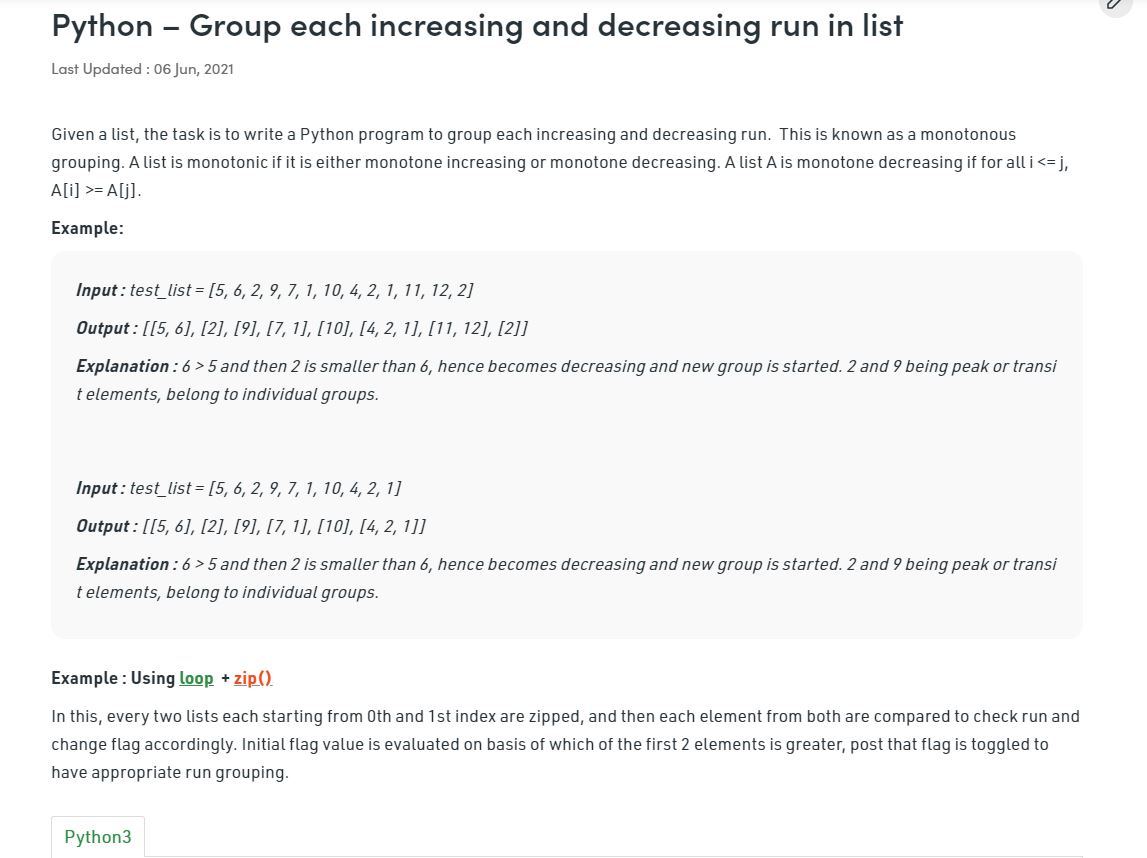 Python – Group each increasing and decreasing run in list
Last Updated : 06 Jun, 2021
Given a list, the task is to write a Python program to group each increasing and decreasing run.  This is known as a monotonous
grouping. A list is monotonic if it is either monotone increasing or monotone decreasing. A list A is monotone decreasing if for all i <= j,
A[i] >= A[j].
Example:
Input : test_list = [5, 6, 2, 9, 7, 1, 10, 4, 2, 1, 11, 12, 2]
Output : [[5, 6], [2], [9], [7, 1], [10], [4, 2, 1], [11, 12], [2]]
Explanation : 6 > 5 and then 2 is smaller than 6, hence becomes decreasing and new group is started. 2 and 9 being peak or transi
t elements, belong to individual groups.
Input : test_list = [5, 6, 2, 9, 7, 1, 10, 4, 2, 1]
Output : [[5, 6], [2], [9], [7, 1], [10], [4, 2, 1]]
Explanation : 6 > 5 and then 2 is smaller than 6, hence becomes decreasing and new group is started. 2 and 9 being peak or transi
t elements, belong to individual groups.
Example : Using loop + zip()
In this, every two lists each starting from 0th and 1st index are zipped, and then each element from both are compared to check run and
change flag accordingly. Initial flag value is evaluated on basis of which of the first 2 elements is greater, post that flag is toggled to
have appropriate run grouping.
Python3